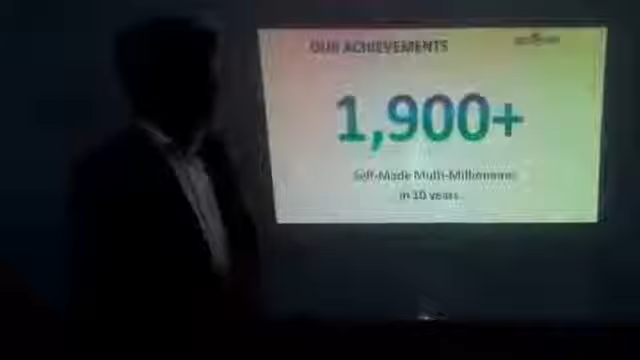 OUR ACHIEVEMENTS
1,900+
Self-Made Multi-Millionaires
in 10 years